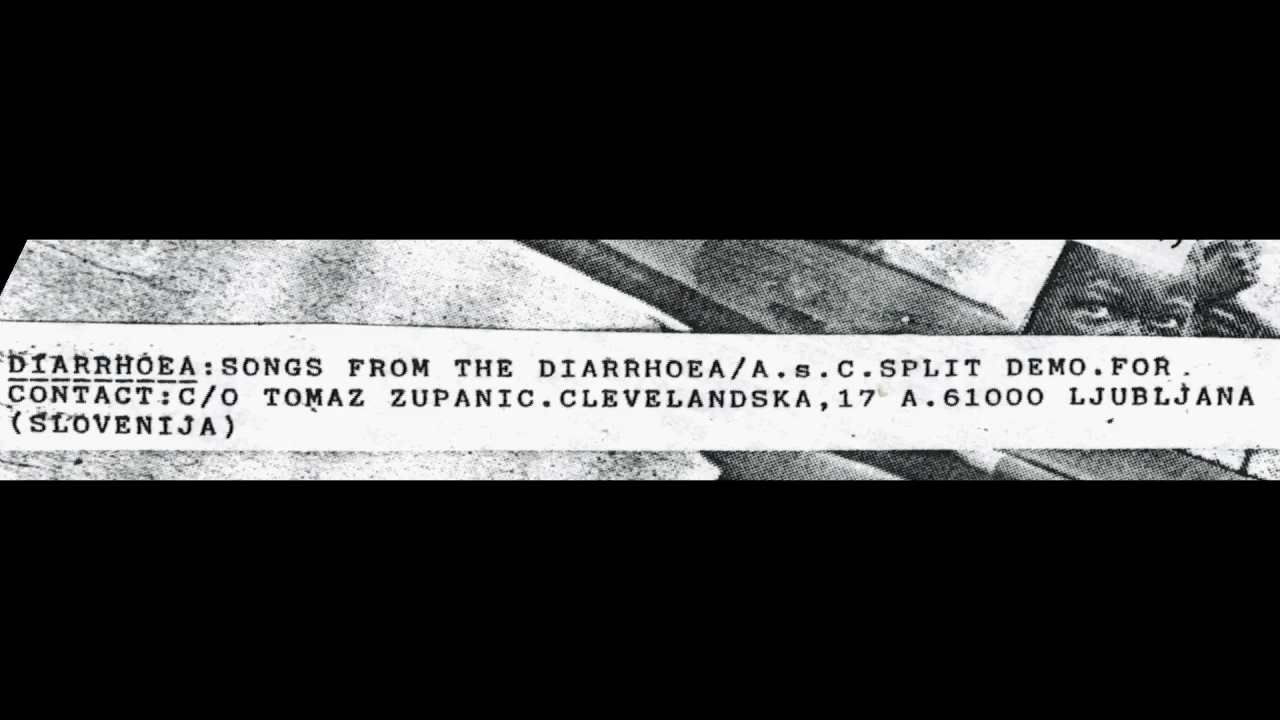 DIARRHOEA:SONGS FROM THE DIARRHOEA/A.s.C.SPLIT DEMO.FOR.
CONTACT:C/O TOMAZ ZUPANIC.CLEVELANDSKA,17 A.61000 LJUBLJANA
(SLOVENIJA)